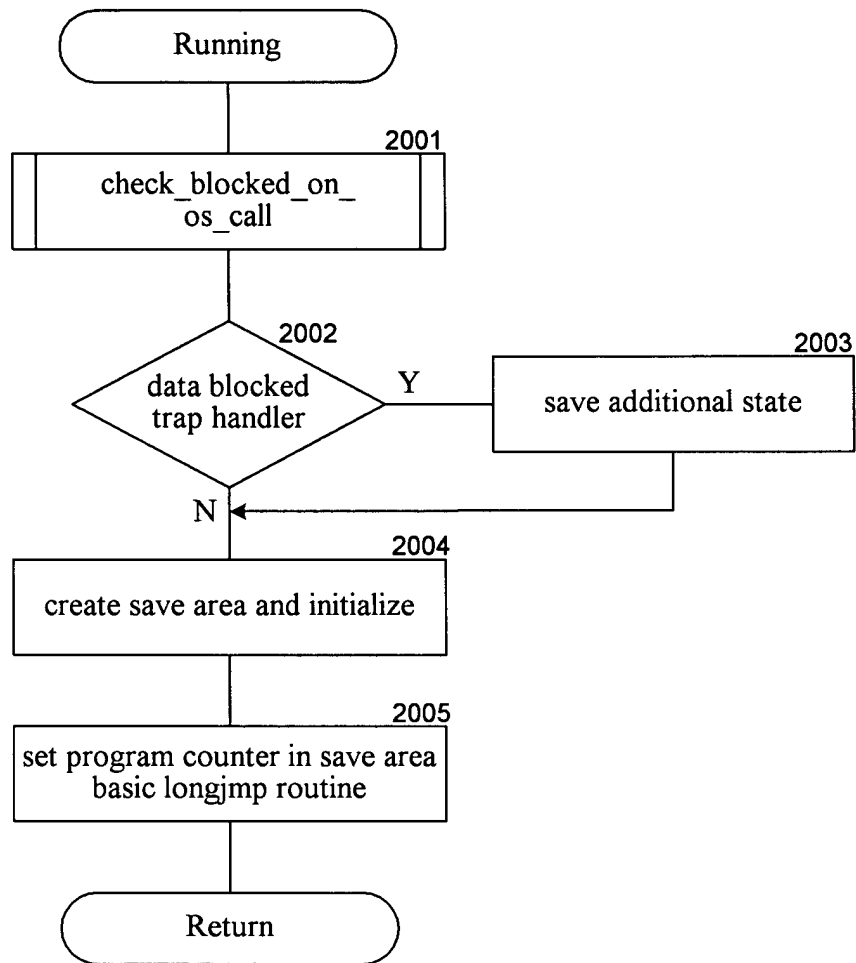 Running
2001
check_blocked_on_
os_call
2002
data blocked
trap handler
Y
2003
save additional state
N
2004
create save area and initialize
2005
set program counter in save area
basic longjmp routine
Return